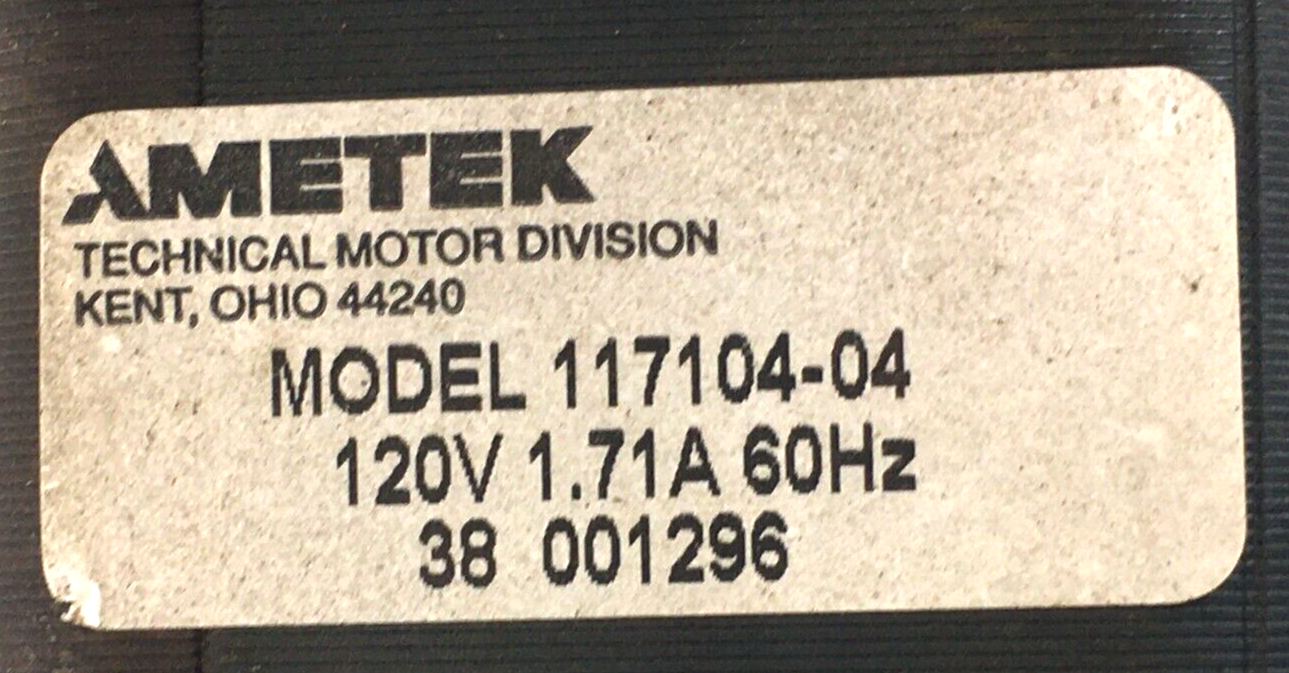 AMETEK
TECHNICAL MOTOR DIVISION
KENT, OHIO 44240
MODEL 117104-04
120V 1.71A 60Hz
38 001296